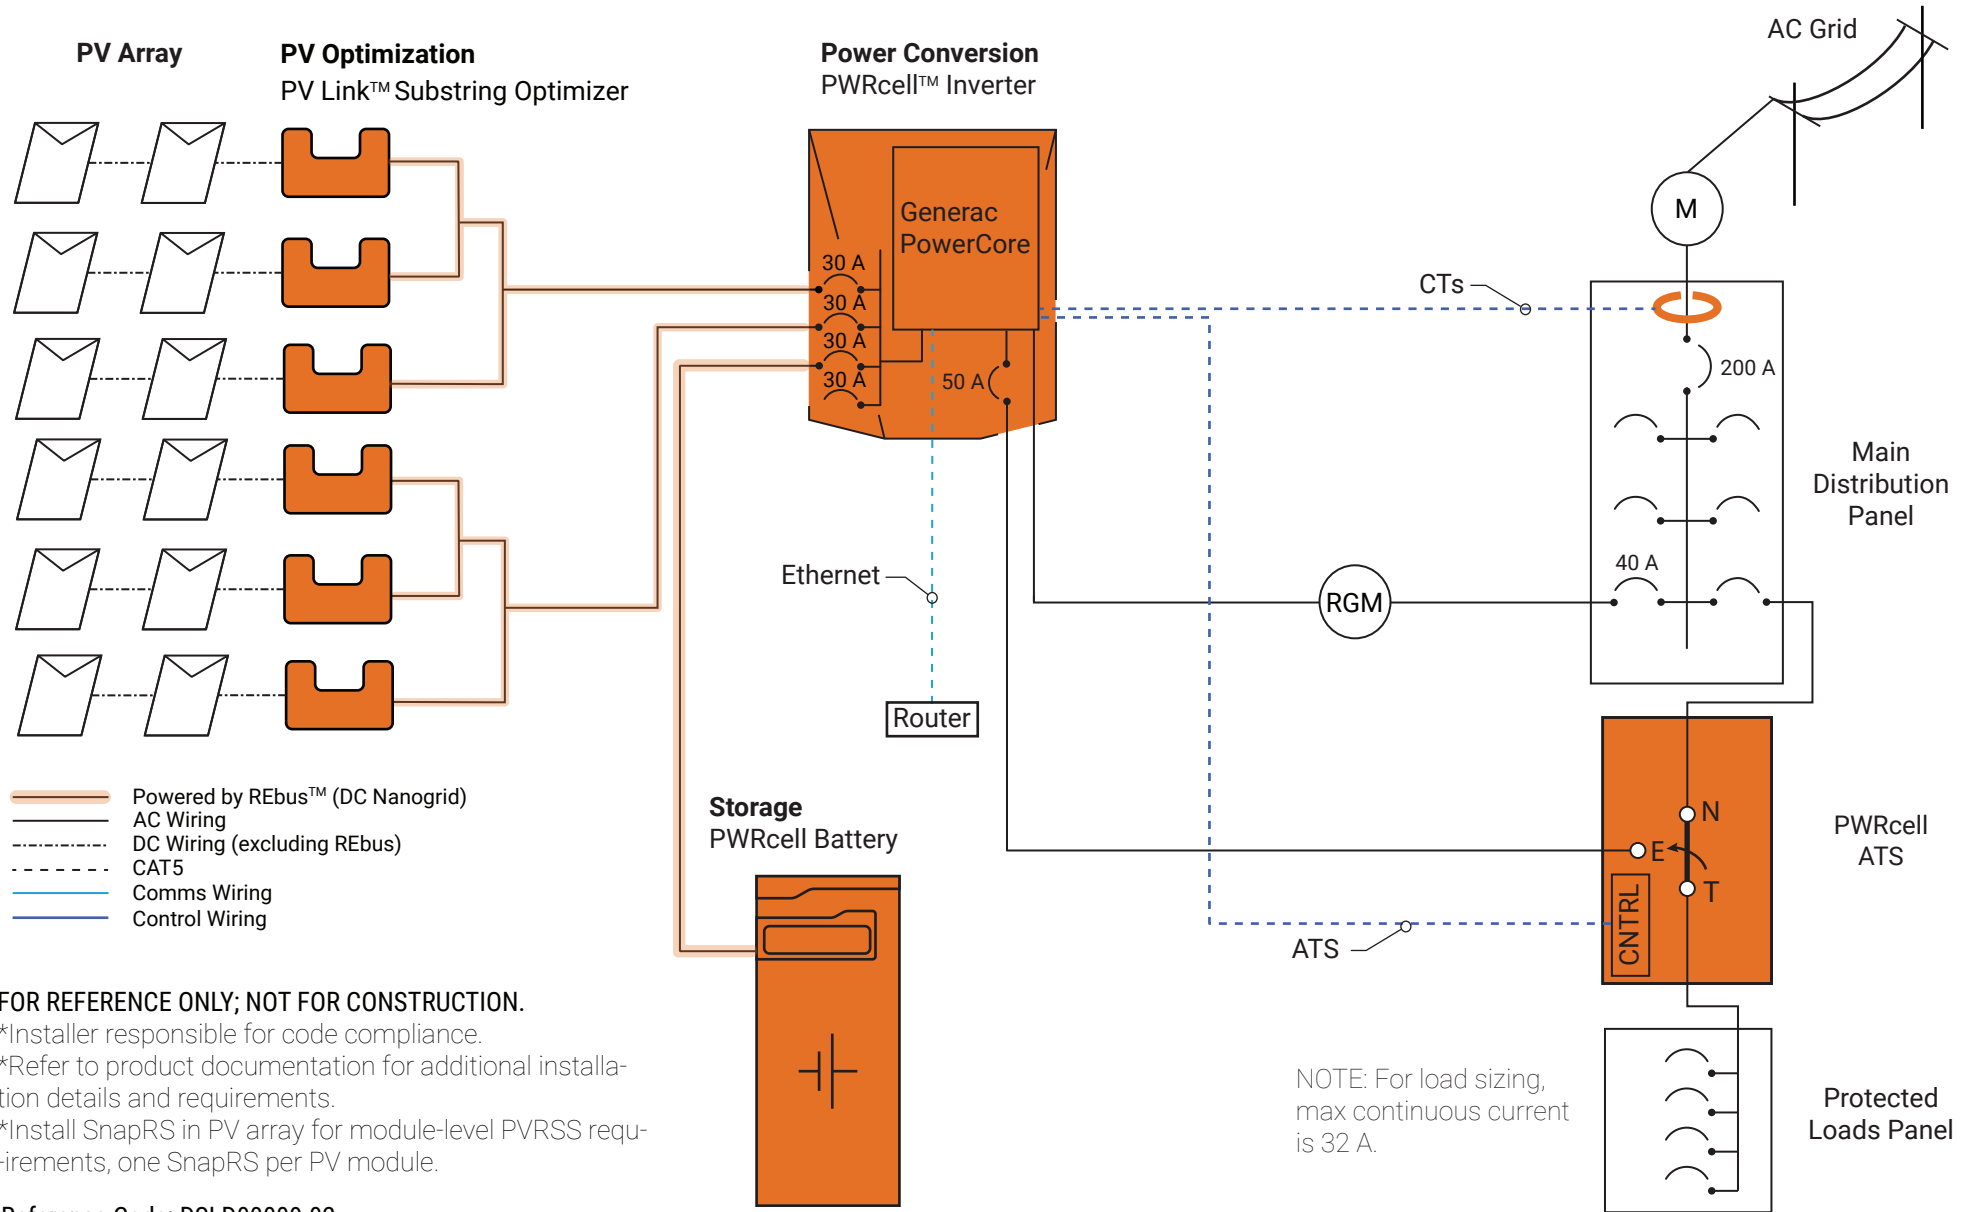 PV Array
PV Optimization
PV Link™ Substring Optimizer
Power Conversion
PWRcell™ Inverter
AC Grid
M
Generac
PowerCore
30 A
30 A
30 A
30 A
50 A
CTs
200 A
Main
Distribution
Panel
40 A
Ethernet
RGM
Router
Powered by REbus™ (DC Nanogrid)
AC Wiring
DC Wiring (excluding REbus)
CAT5
Comms Wiring
Control Wiring
Storage
PWRcell Battery
N
E
T
CNTRL
PWRcell
ATS
ATS
FOR REFERENCE ONLY; NOT FOR CONSTRUCTION.
*Installer responsible for code compliance.
*Refer to product documentation for additional installa-
tion details and requirements.
*Install SnapRS in PV array for module-level PVRSS requ-
-irements, one SnapRS per PV module.
NOTE: For load sizing,
max continuous current
is 32 A.
Protected
Loads Panel